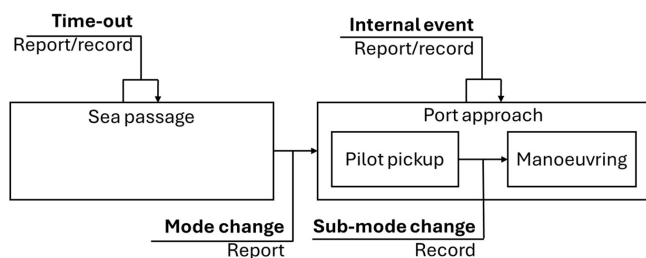 Time-out
Report/record
Internal event
Report/record
Sea passage
Port approach
Pilot pickup
Manoeuvring
Mode change
Report
Sub-mode change
Record